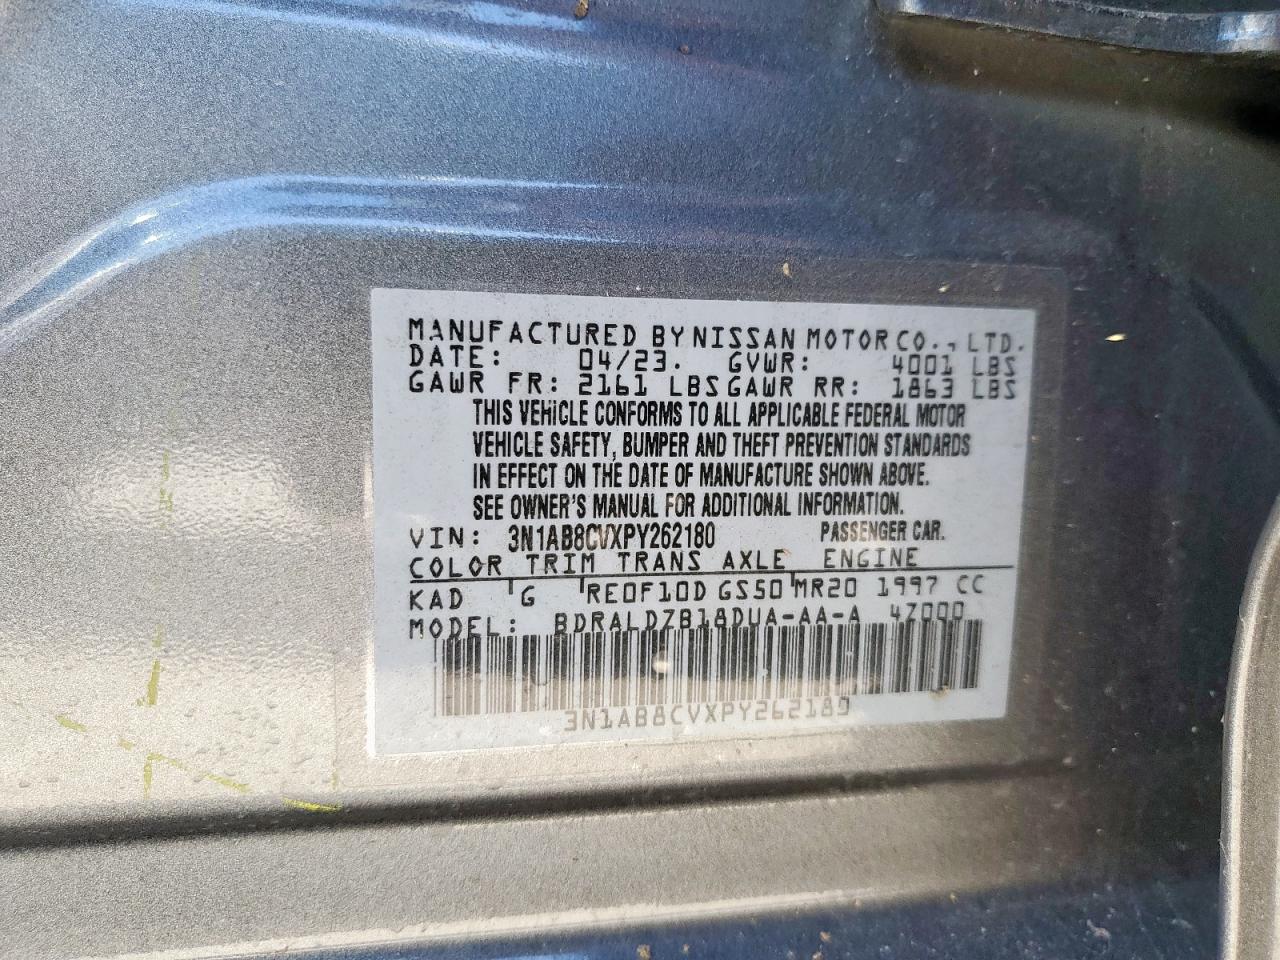 MANUFACTURED BY NISSAN MOTOR CO., LTD.
DATE: 04/23. GVWR: 4001 LBS
GAWR FR: 2161 LBS GAWR RR: 1863 LBS
THIS VEHICLE CONFORMS TO ALL APPLICABLE FEDERAL MOTOR
VEHICLE SAFETY, BUMPER AND THEFT PREVENTION STANDARDS
IN EFFECT ON THE DATE OF MANUFACTURE SHOWN ABOVE.
SEE OWNER'S MANUAL FOR ADDITIONAL INFORMATION.
VIN: 3N1AB8CVXPY262180 PASSENGER CAR.
COLOR TRIM TRANS AXLE ENGINE
KAD G RE0F10D GS50 MR20 1997 CC
MODEL: BDRALDZB18DUA-AA-A 4Z000
3N1AB8CVXPY262180